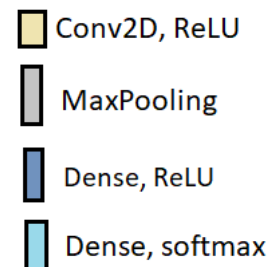 Conv2D, ReLU
MaxPooling
Dense, ReLU
Dense, softmax